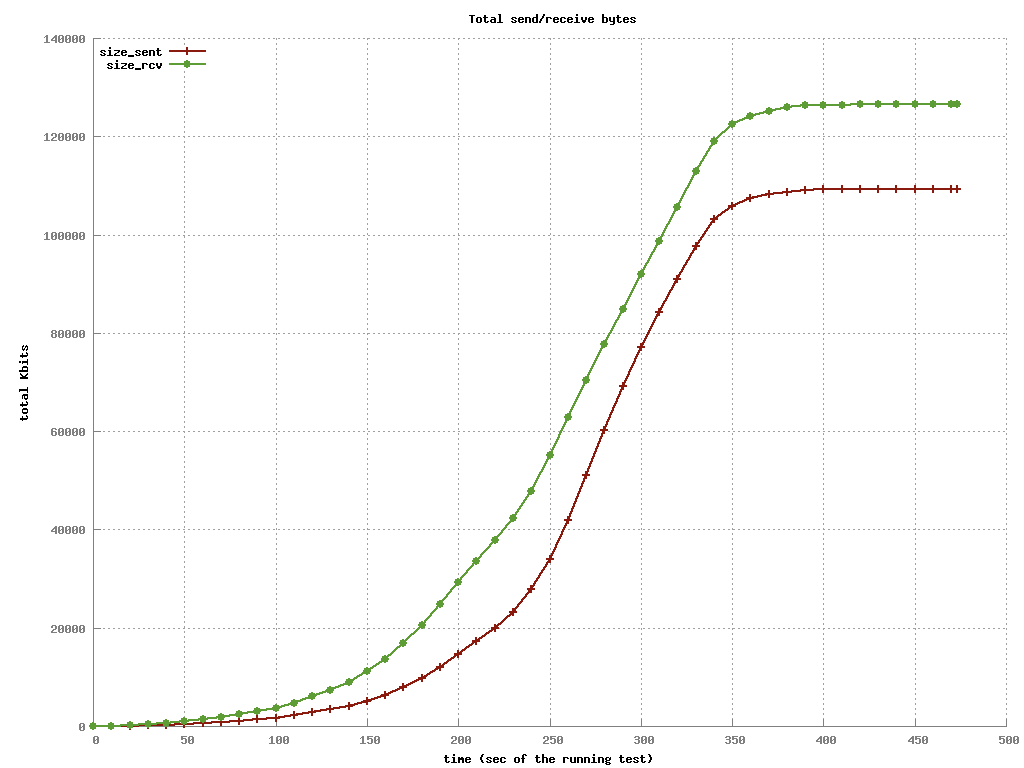 Total send/receive bytes
140000
size_sent
size_rcv
120000
100000
80000
total Kbits
60000
40000
20000
0
0 50 100 150 200 250 300 350 400 450 500
time (sec of the running test)